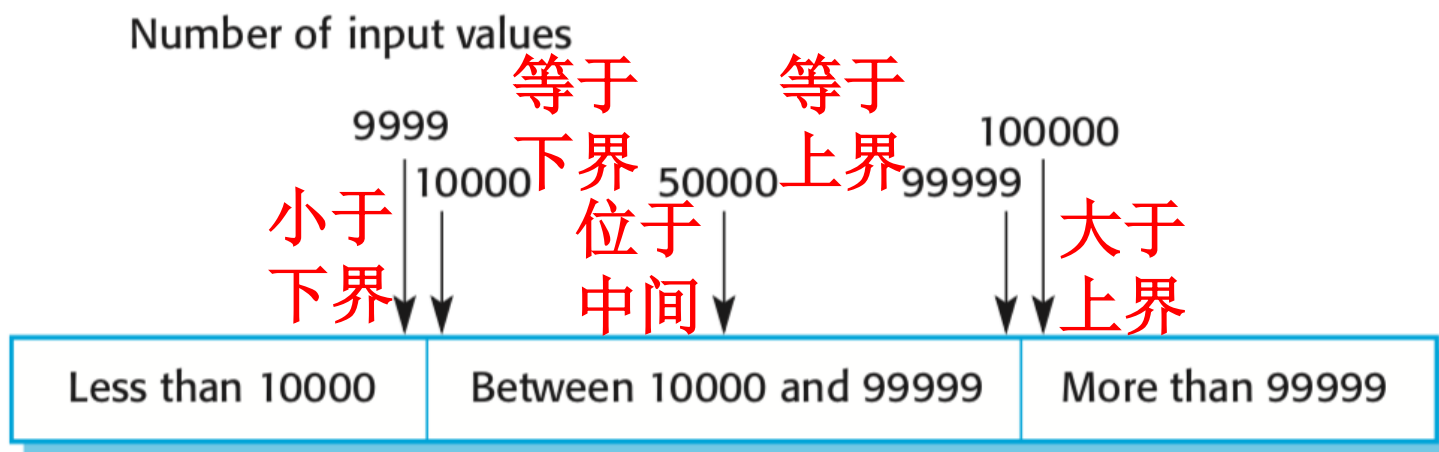 Number of input values
等于
下界
等于
上界
9999
100000
10000
50000
99999
小于
下界
位于
中间
大于
上界
Less than 10000
Between 10000 and 99999
More than 99999